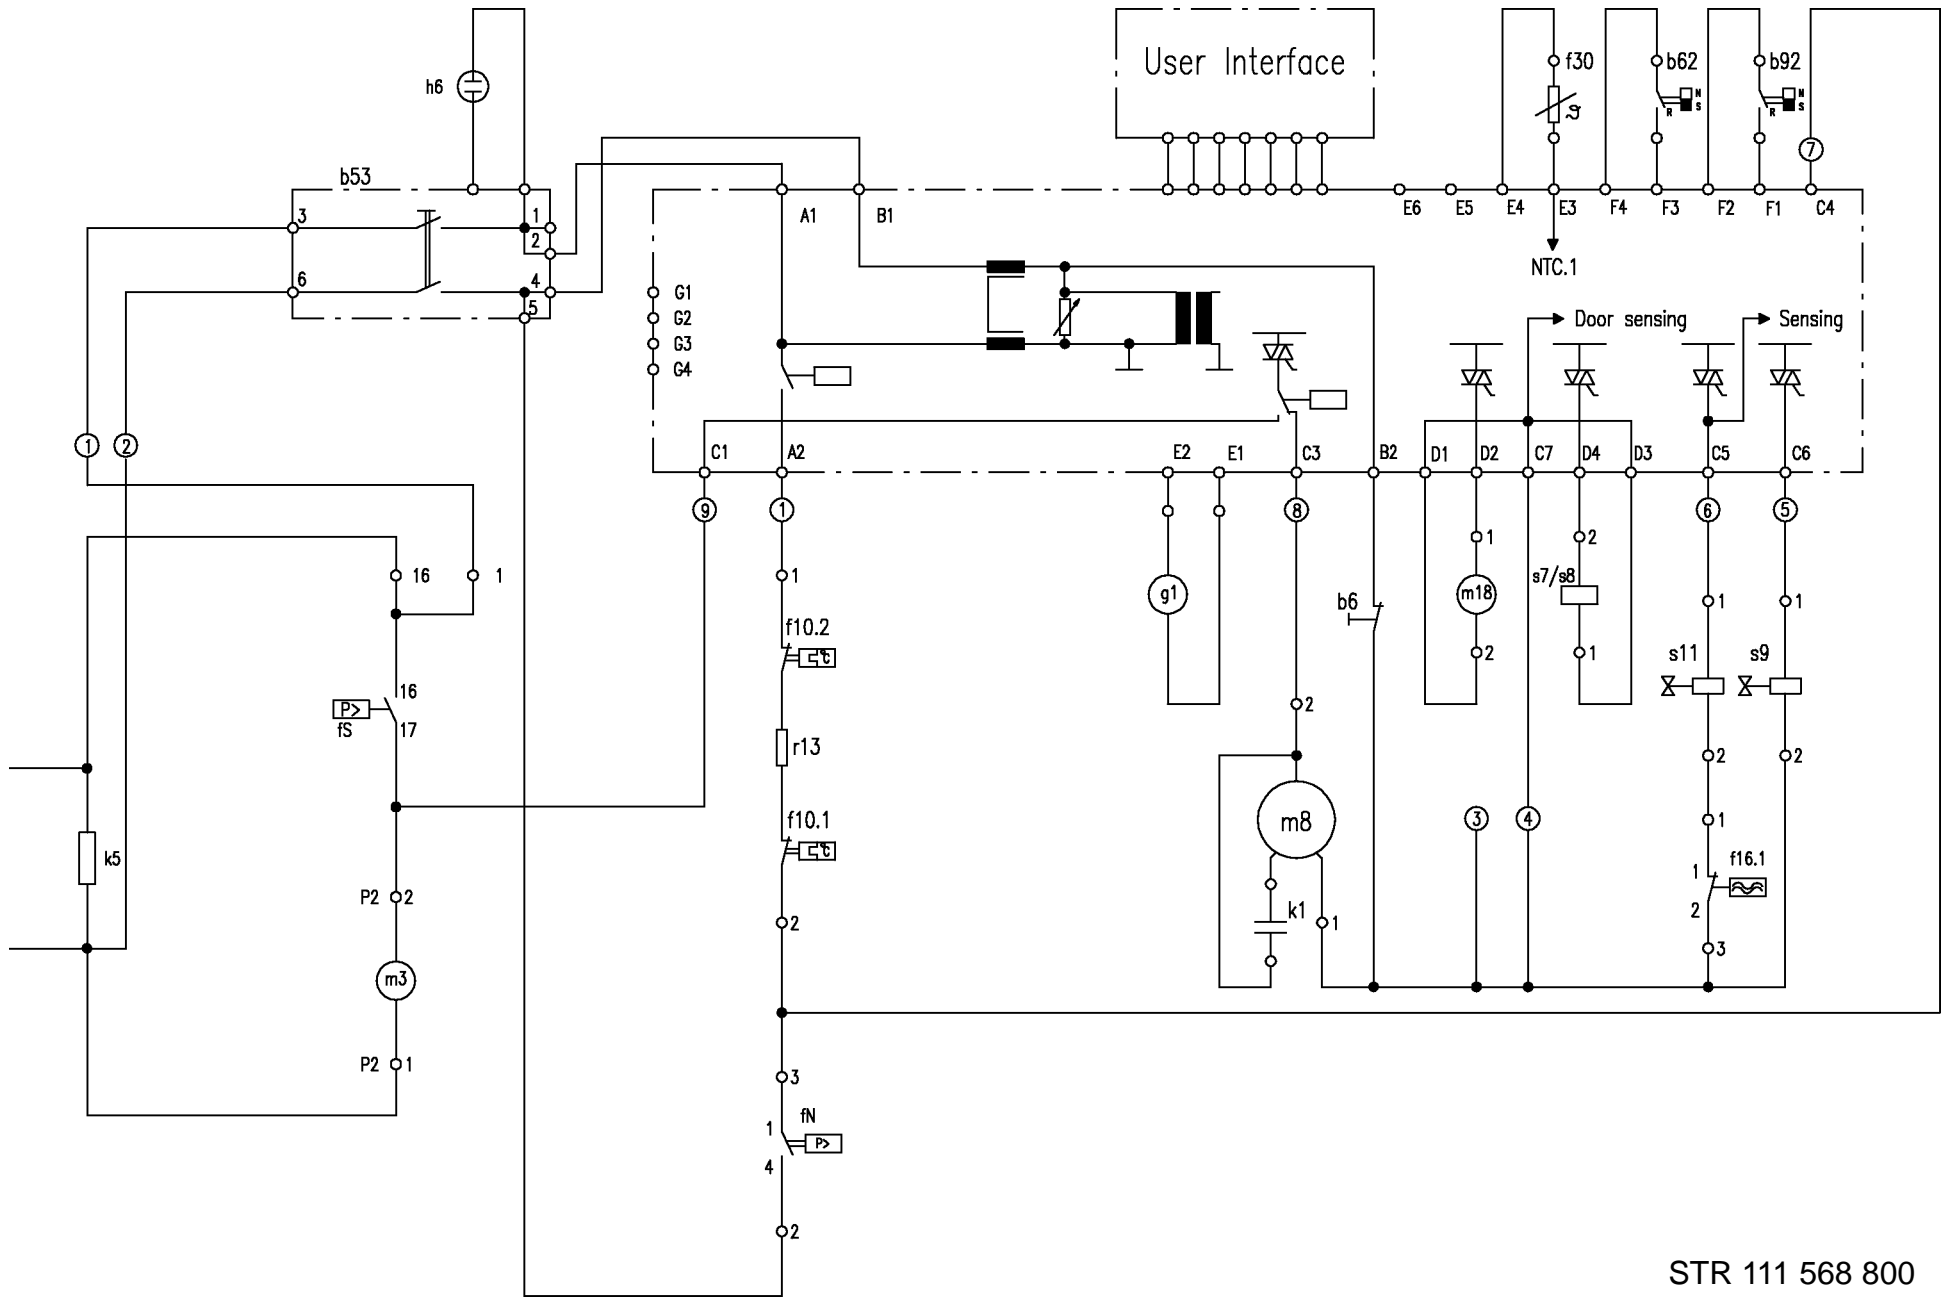 User Interface
f30
b62
b92
N
S
R
N
S
R
ϑ
h6
7
b53
A1
B1
E6
E5
E4
E3
F4
F3
F2
F1
C4
3
1
2
6
4
5
NTC.1
G1
G2
G3
G4
Door sensing
Sensing
1
2
C1
A2
E2
E1
C3
B2
D1
D2
C7
D4
D3
C5
C6
9
1
8
6
5
1
2
16
1
1
g1
b6
m18
s7/s8
1
1
f10.2
°C
2
1
s11
s9
16
P>
fS
17
2
r13
2
2
f10.1
°C
m8
3
4
1
k5
f16.1
1
2
P2
2
2
k1
1
3
m3
P2
1
3
fN
1
P>
4
2
STR 111 568 800